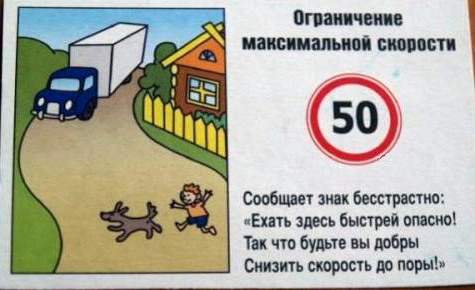 Ограничение
максимальной скорости
50
Сообщает знак бесстрастно:
«Ехать здесь быстрей опасно!
Так что будьте вы добры
Снизить скорость до поры!»